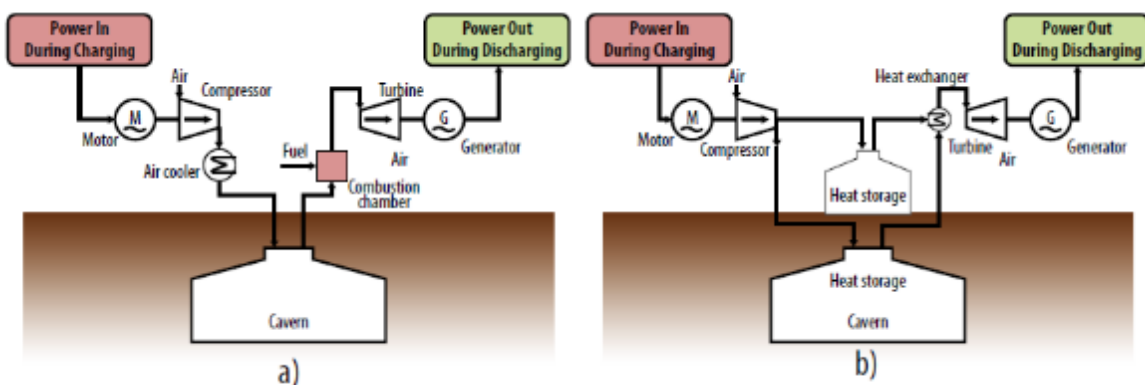 Power In
During Charging
Power Out
During Discharging
Air
Compressor
M
Motor
Air cooler
Turbine
G
Generator
Air
Fuel
Combustion
chamber
Cavern
a)
Power In
During Charging
Power Out
During Discharging
Air
Heat exchanger
M
Motor
Compressor
Turbine
Air
G
Generator
Heat storage
Heat storage
Cavern
b)